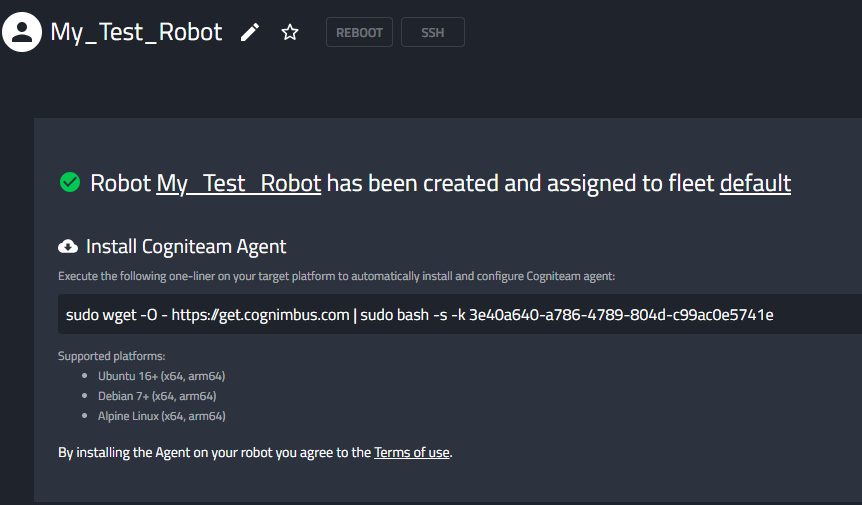 My_Test_Robot REBOOT SSH
Robot My_Test_Robot has been created and assigned to fleet default
Install Cogniteam Agent
Execute the following one-liner on your target platform to automatically install and configure Cogniteam agent:
sudo wget -O - https://get.cognimbus.com | sudo bash -s -k 3e40a640-a786-4789-804d-c99ac0e5741e
Supported platforms:
Ubuntu 16+ (x64, arm64)
Debian 7+ (x64, arm64)
Alpine Linux (x64, arm64)
By installing the Agent on your robot you agree to the Terms of use.